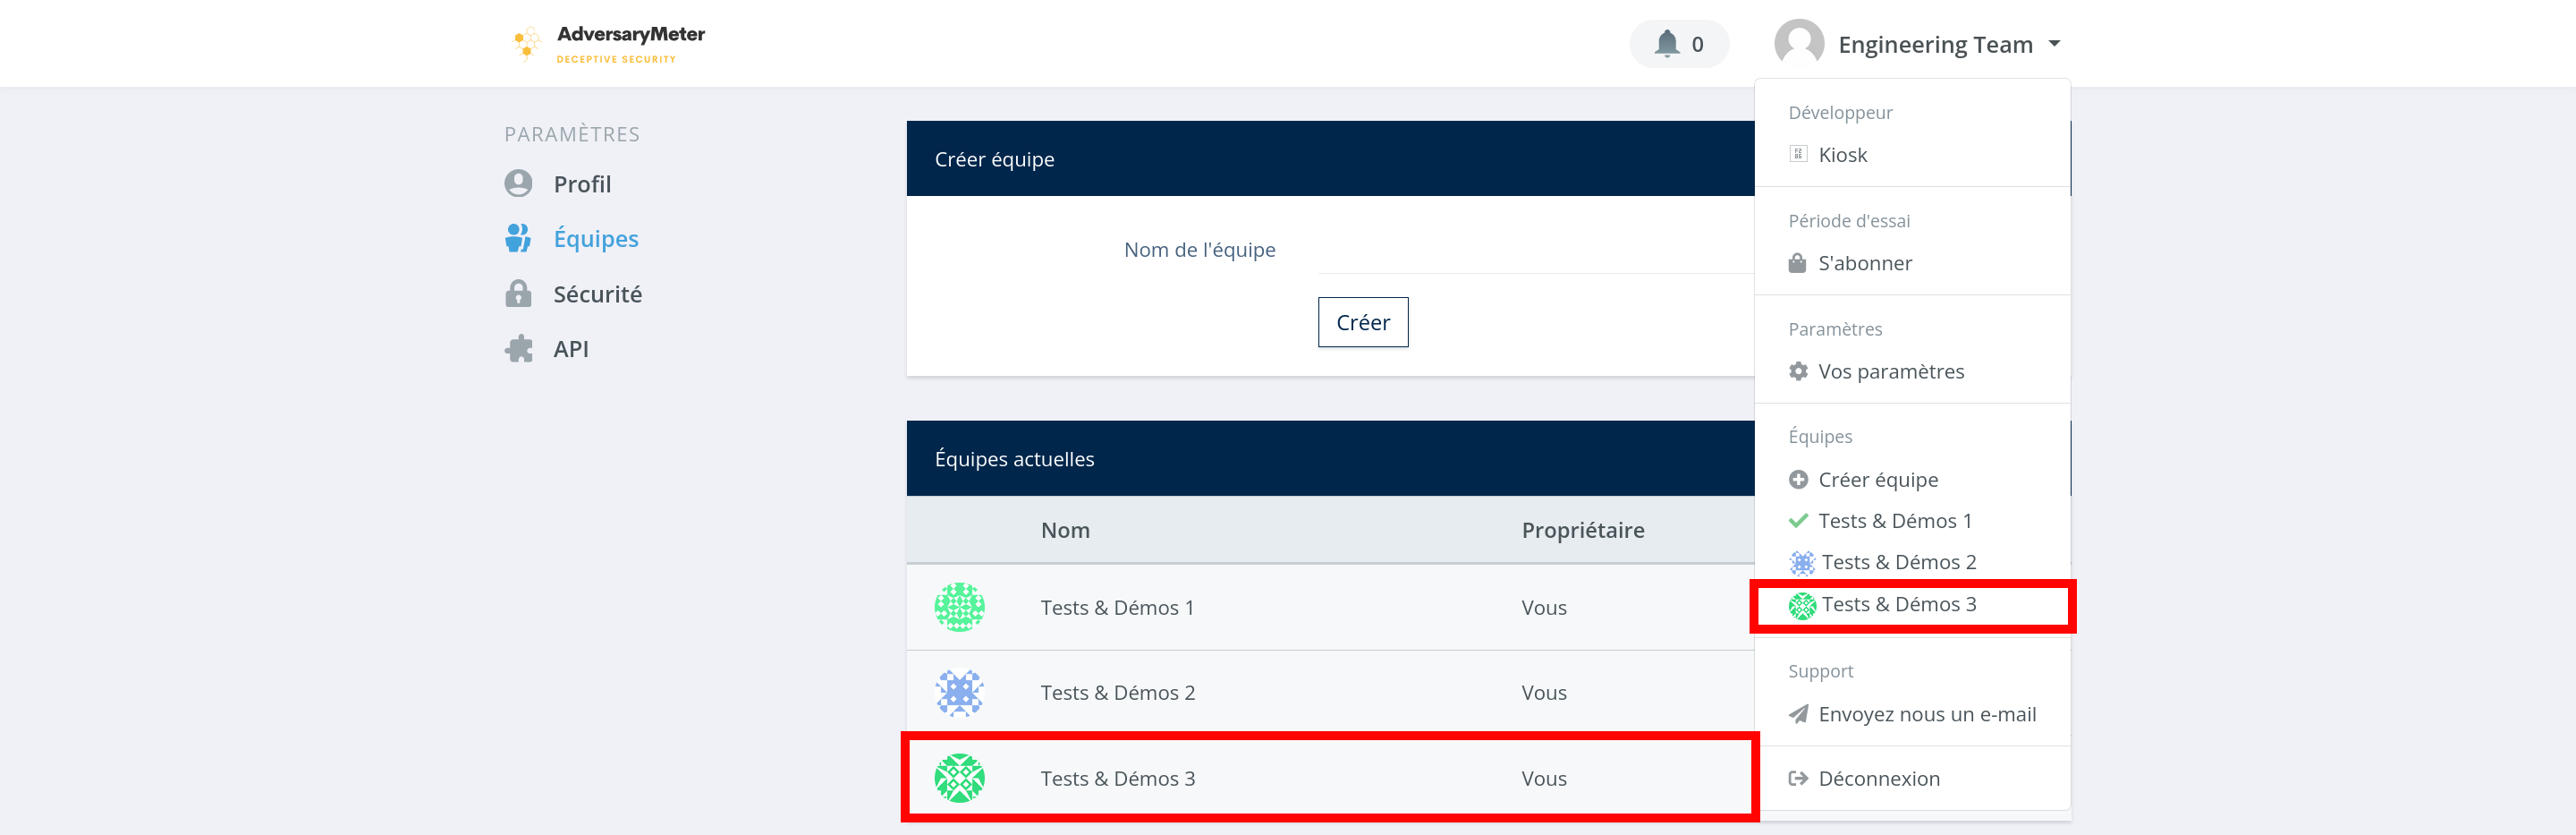 AdversaryMeter
DECEPTIVE SECURITY
0
Engineering Team
PARAMÈTRES
Profil
Équipes
Sécurité
API
Créer équipe
Nom de l'équipe
Créer
Équipes actuelles
Nom Propriétaire
Tests & Démos 1 Vous
Tests & Démos 2 Vous
Tests & Démos 3 Vous
Développeur
Kiosk
Période d'essai
S'abonner
Paramètres
Vos paramètres
Équipes
Créer équipe
Tests & Démos 1
Tests & Démos 2
Tests & Démos 3
Support
Envoyez nous un e-mail
Déconnexion